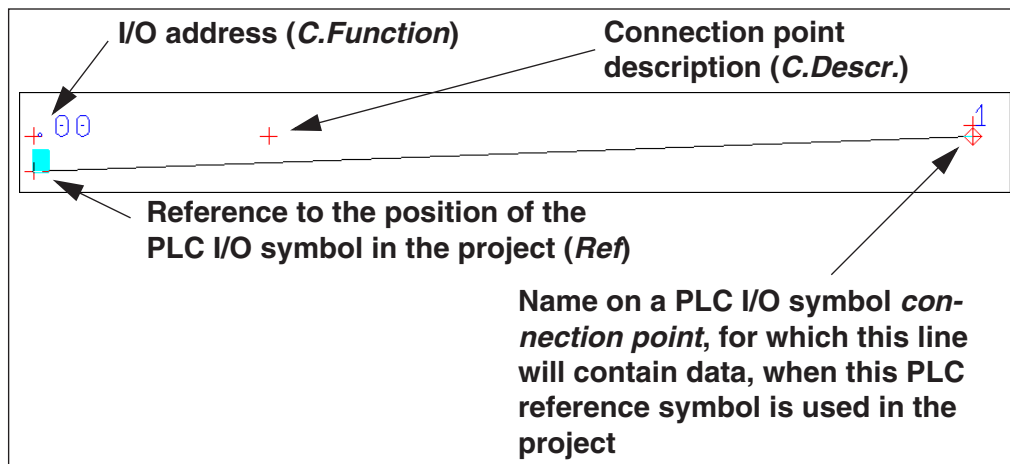 I/O address (C.Function)
Connection point
description (C.Descr.)
00
1
Reference to the position of the
PLC I/O symbol in the project (Ref)
Name on a PLC I/O symbol con-
nection point, for which this line
will contain data, when this PLC
reference symbol is used in the
project